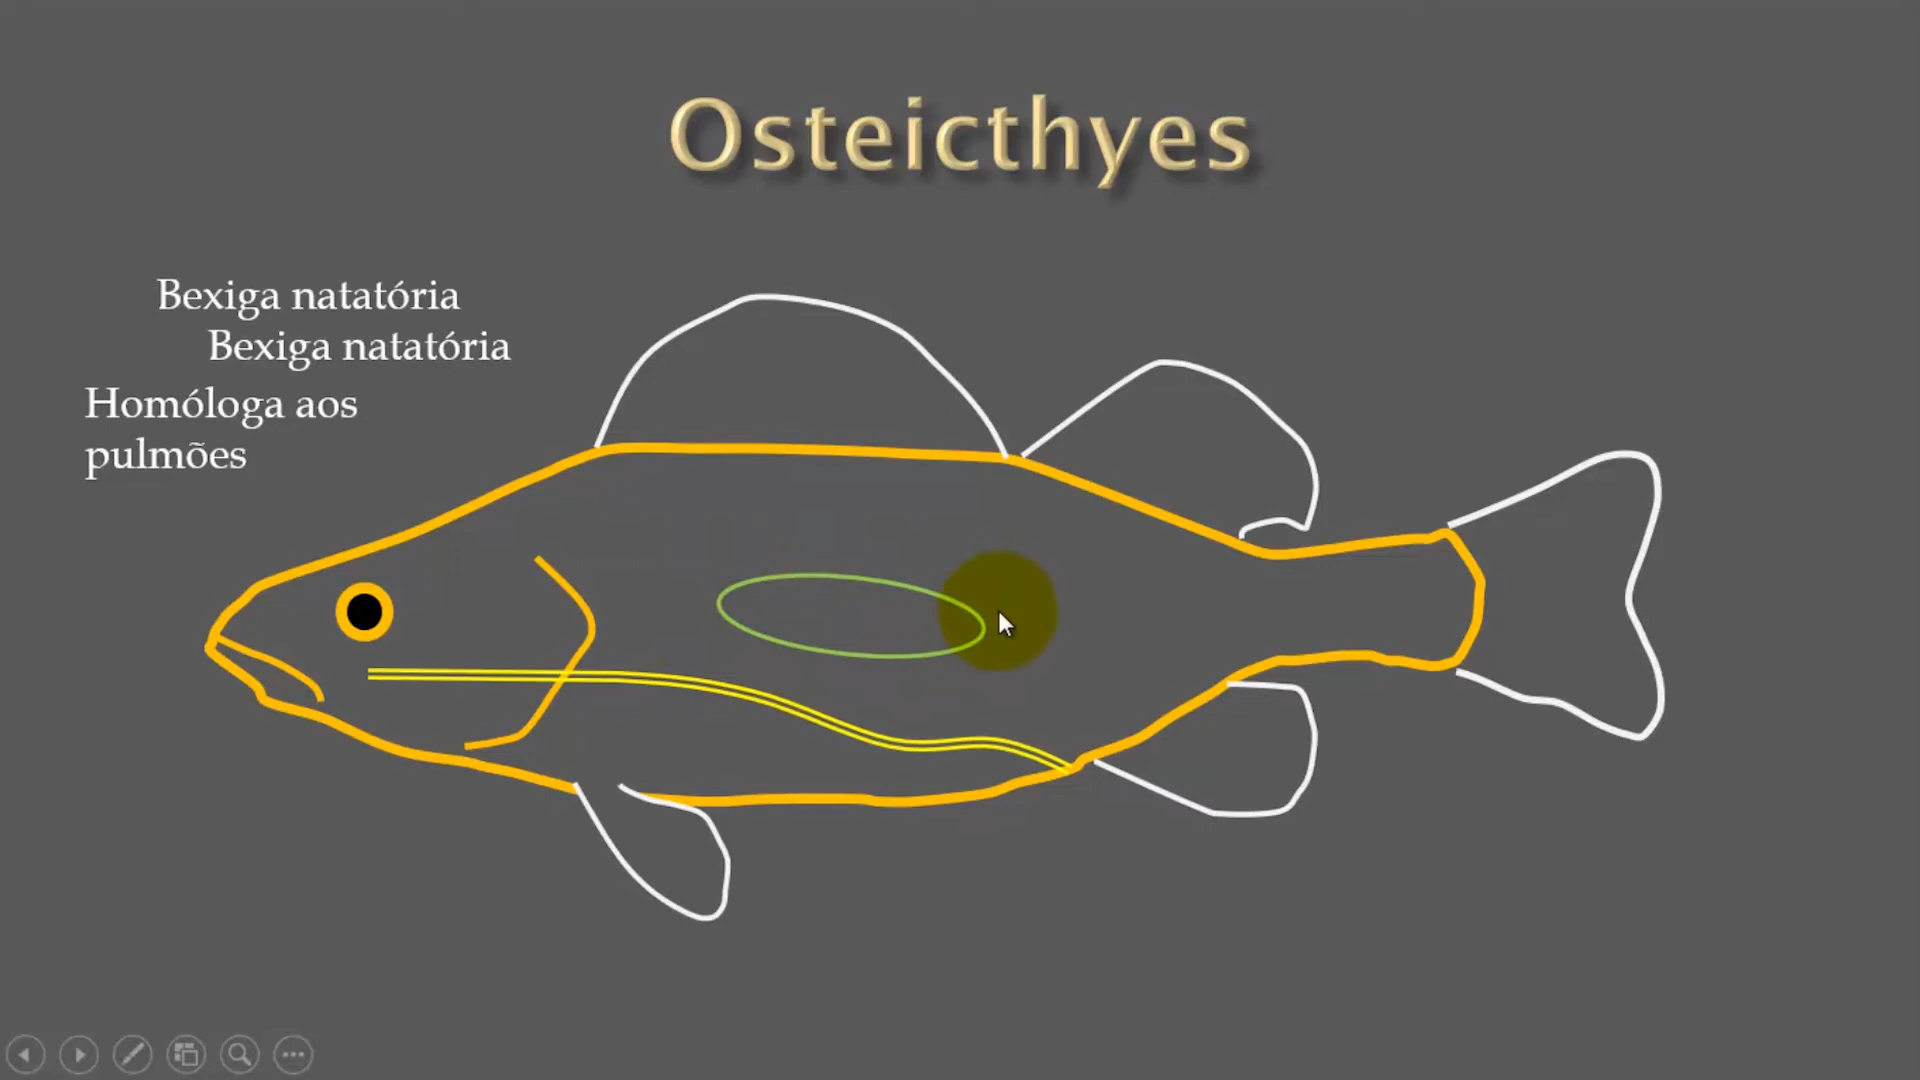 Osteicthyes
Bexiga natatória
Bexiga natatória
Homóloga aos
pulmões